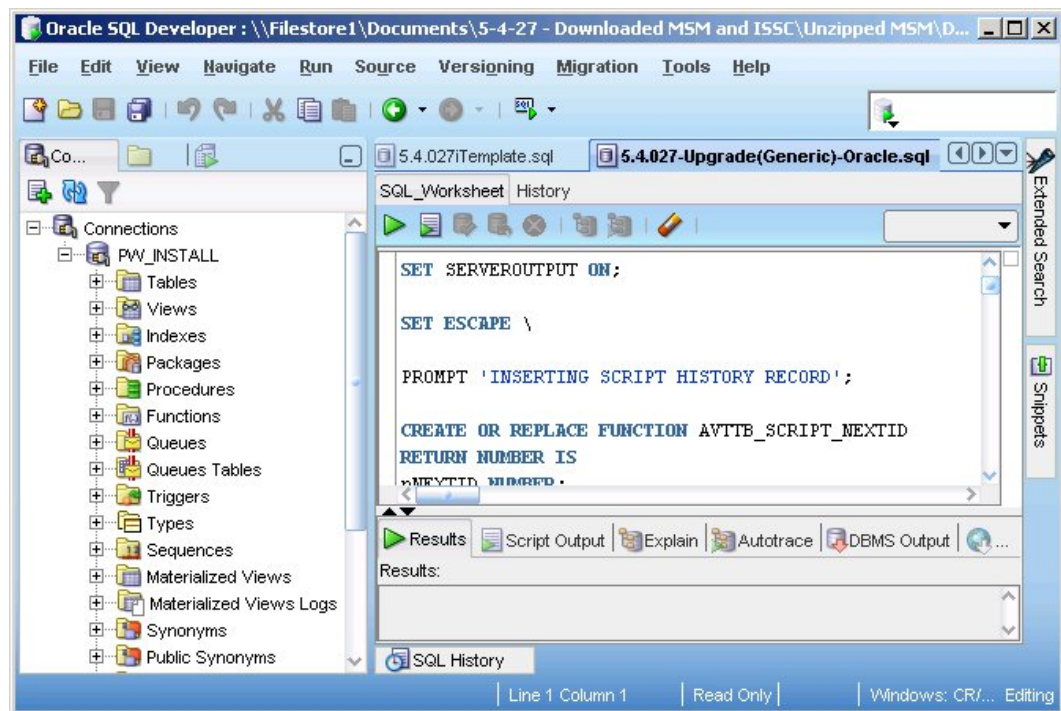 Oracle SQL Developer : \\Filestore1\Documents\5-4-27 - Downloaded MSM and ISSC\Unzipped MSM\D...
File Edit View Navigate Run Source Versioning Migration Tools Help
Co...
5.4.027iTemplate.sql 5.4.027-Upgrade(Generic)-Oracle.sql
SQL_Worksheet History
Connections
PW_INSTALL
Tables
Views
Indexes
Packages
Procedures
Functions
Queues
Queues Tables
Triggers
Types
Sequences
Materialized Views
Materialized Views Logs
Synonyms
Public Synonyms
SET SERVEROUTPUT ON;
SET ESCAPE \
PROMPT 'INSERTING SCRIPT HISTORY RECORD';
CREATE OR REPLACE FUNCTION AVTTB_SCRIPT_NEXTID
RETURN NUMBER IS
nNEXTID NUMBER;
Results Script Output Explain Autotrace DBMS Output ...
Results:
SQL History
Extended Search
Snippets
Line 1 Column 1 Read Only Windows: CR/... Editing